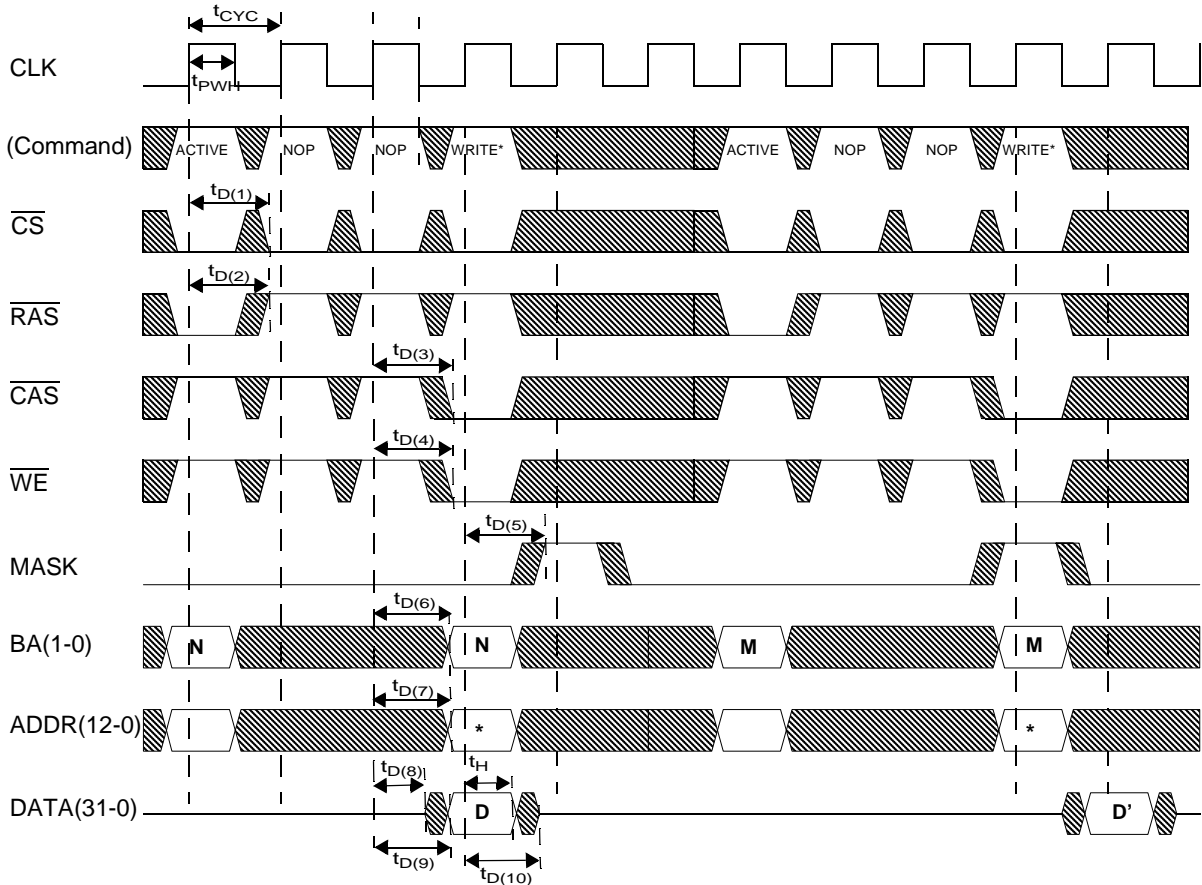 tCYC
CLK
tPWH
(Command)
ACTIVE NOP NOP WRITE* ACTIVE NOP NOP WRITE*
tD(1)
CS
tD(2)
RAS
tD(3)
CAS
tD(4)
WE
tD(5)
MASK
tD(6)
BA(1-0) N N M M
tD(7)
ADDR(12-0) * *
tD(8) tH
DATA(31-0) D D'
tD(9) tD(10)